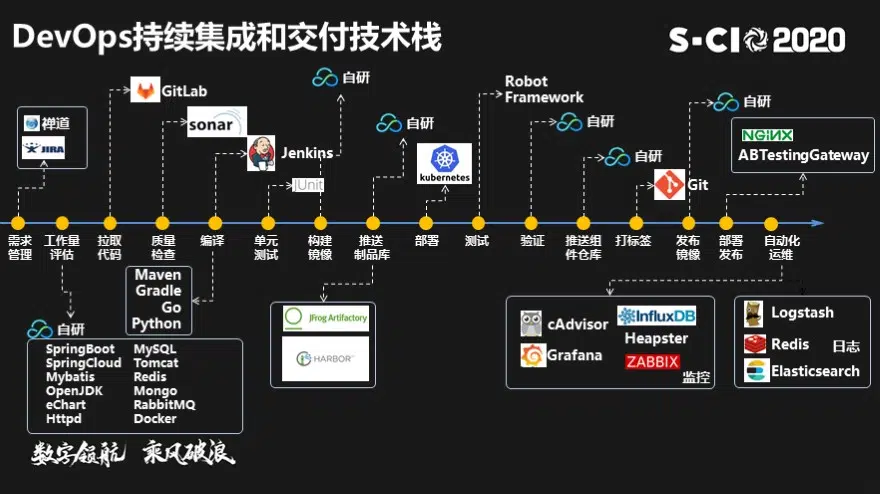 DevOps持续集成和交付技术栈
S-CIO 2020
禅道
JIRA
GitLab
sonar
Jenkins
JUnit
自研
自研
kubernetes
Robot
Framework
自研
自研
Git
自研
NGINX
ABTestingGateway
需求
管理
工作量
评估
拉取
代码
质量
检查
编译
单元
测试
构建
镜像
推送
制品库
部署
测试
验证
推送组
件仓库
打标签
发布
镜像
部署
发布
自动化
运维
Maven
Gradle
Go
Python
自研
SpringBoot
SpringCloud
Mybatis
OpenJDK
eChart
Httpd
MySQL
Tomcat
Redis
Mongo
RabbitMQ
Docker
JFrog Artifactory
HARBOR™
cAdvisor
Grafana
InfluxDB
Heapster
ZABBIX
监控
Logstash
Redis
日志
Elasticsearch
数字领航 乘风破浪